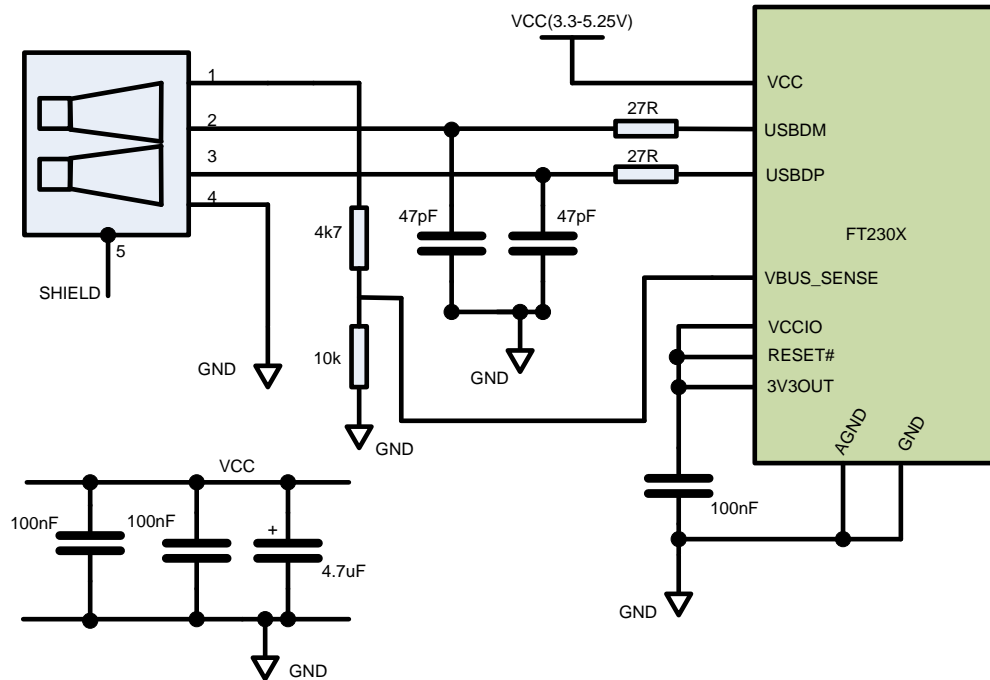 VCC(3.3-5.25V)
1
VCC
2
27R
USBDM
3
27R
USBDP
4
47pF
47pF
4k7
FT230X
5
SHIELD
VBUS_SENSE
VCCIO
10k
RESET#
GND
GND
3V3OUT
AGND
GND
GND
VCC
100nF
100nF
100nF
+
4.7uF
GND
GND